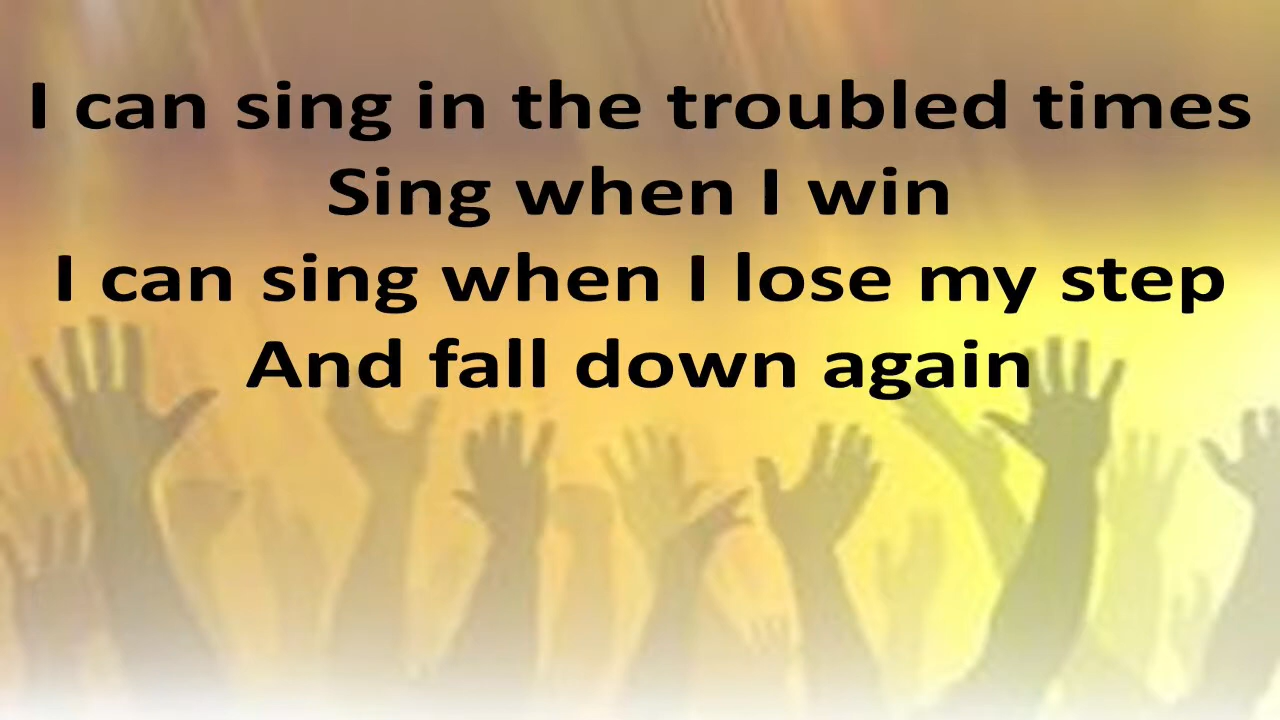 I can sing in the troubled times
Sing when I win
I can sing when I lose my step
And fall down again